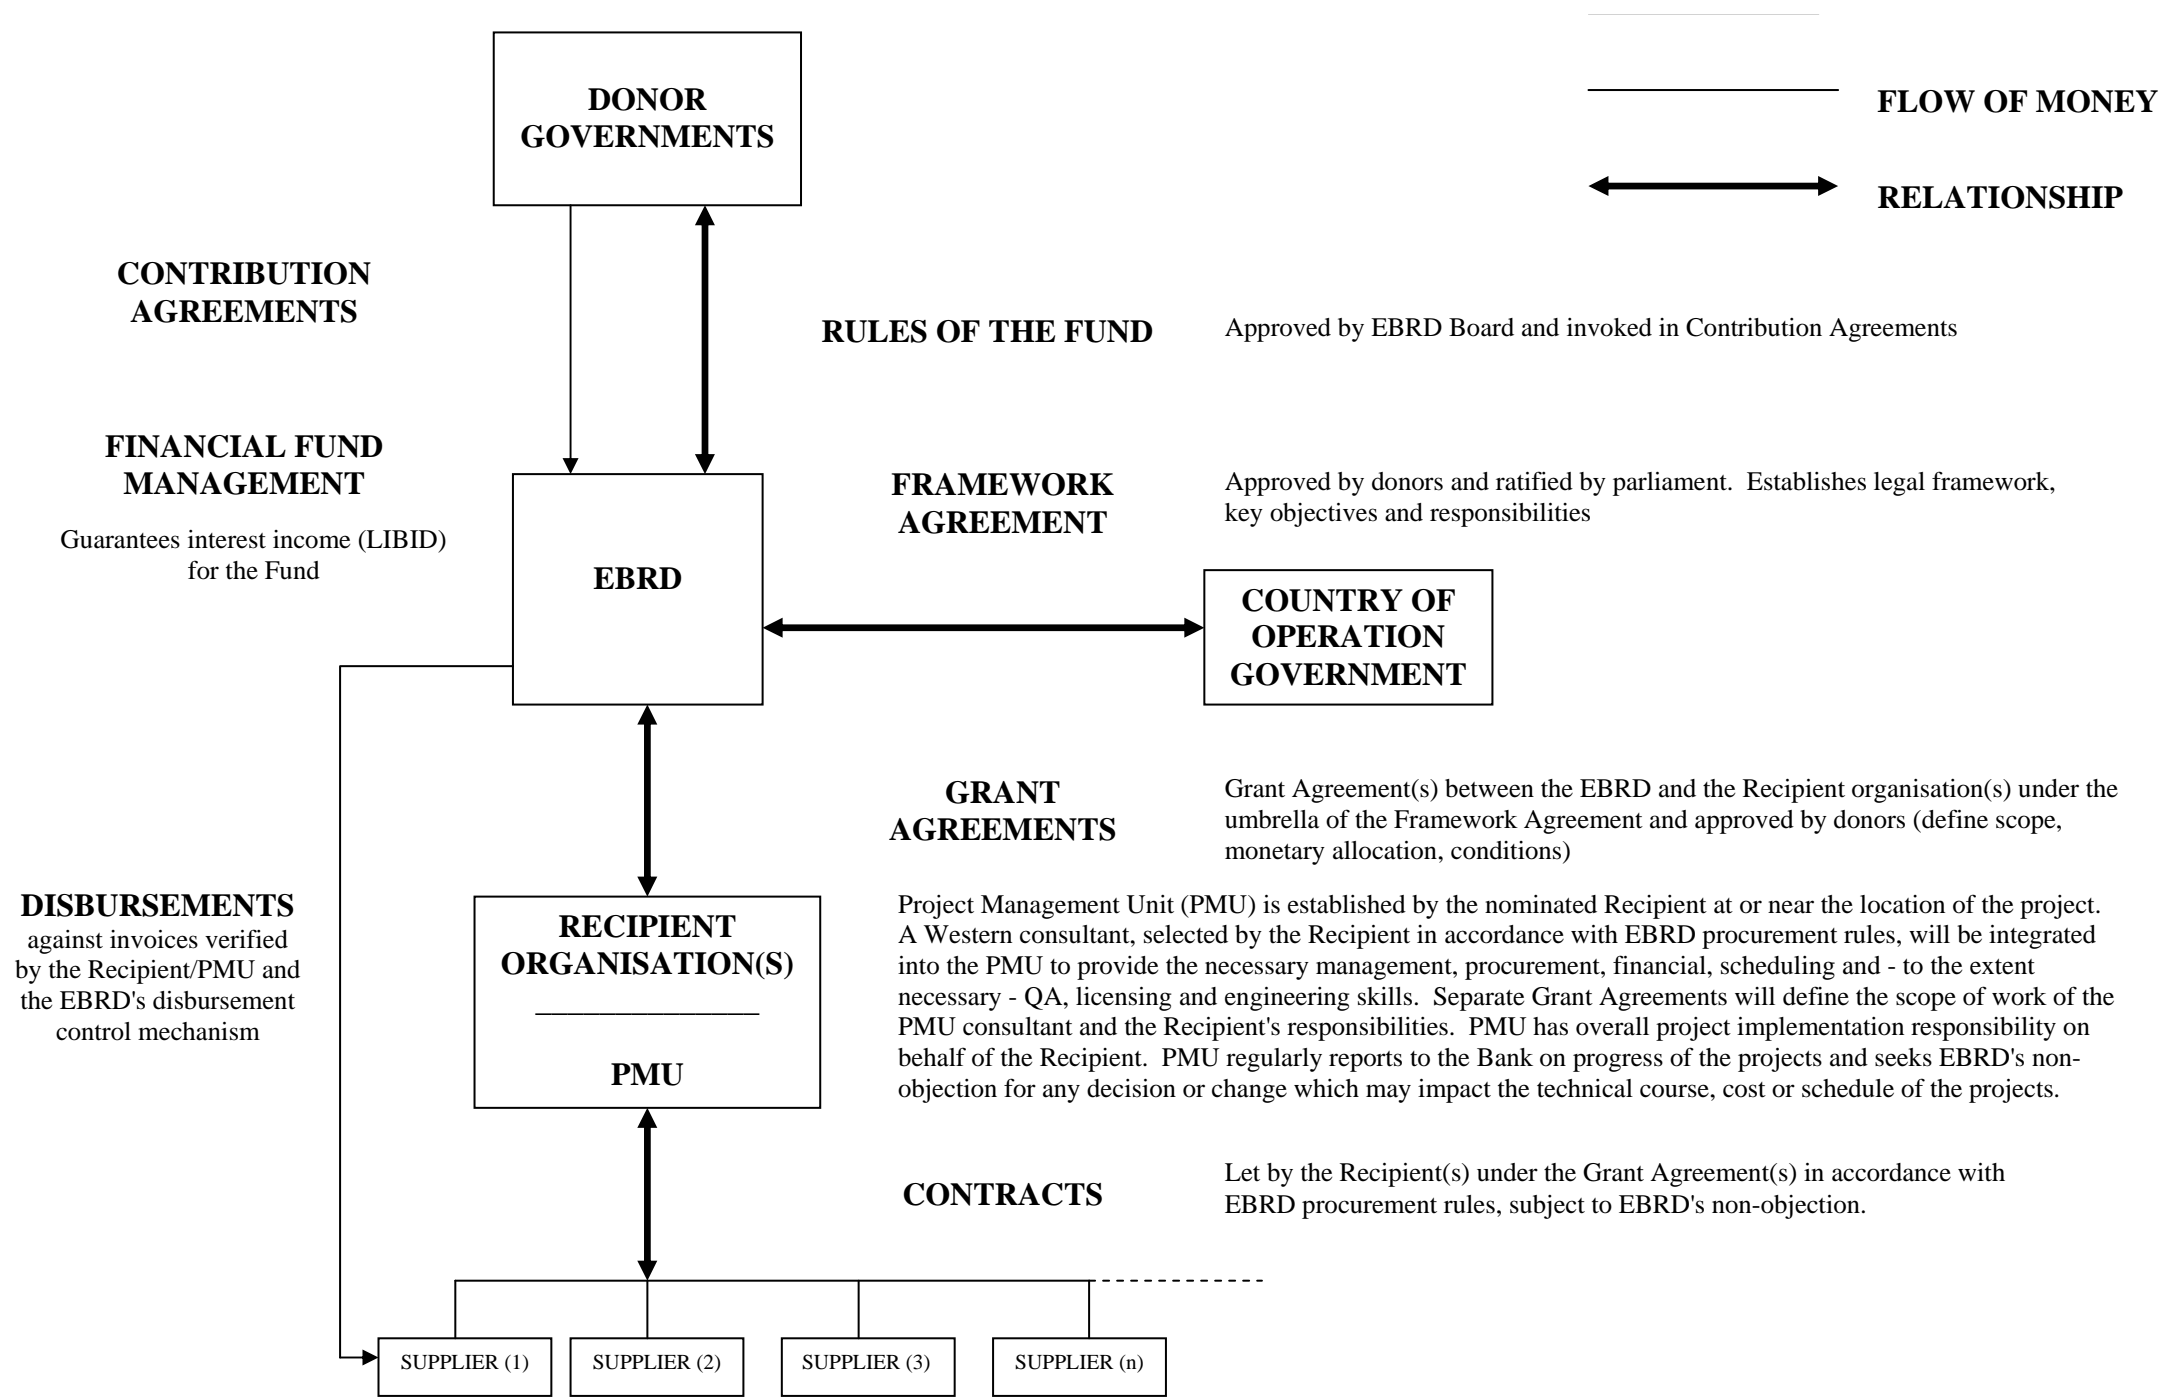 DONOR
GOVERNMENTS
FLOW OF MONEY
RELATIONSHIP
CONTRIBUTION
AGREEMENTS
RULES OF THE FUND
Approved by EBRD Board and invoked in Contribution Agreements
FINANCIAL FUND
MANAGEMENT
Guarantees interest income (LIBID)
for the Fund
EBRD
FRAMEWORK
AGREEMENT
Approved by donors and ratified by parliament.  Establishes legal framework,
key objectives and responsibilities
COUNTRY OF
OPERATION
GOVERNMENT
GRANT
AGREEMENTS
Grant Agreement(s) between the EBRD and the Recipient organisation(s) under the
umbrella of the Framework Agreement and approved by donors (define scope,
monetary allocation, conditions)
DISBURSEMENTS
against invoices verified
by the Recipient/PMU and
the EBRD's disbursement
control mechanism
RECIPIENT
ORGANISATION(S)
PMU
Project Management Unit (PMU) is established by the nominated Recipient at or near the location of the project.
A Western consultant, selected by the Recipient in accordance with EBRD procurement rules, will be integrated
into the PMU to provide the necessary management, procurement, financial, scheduling and - to the extent
necessary - QA, licensing and engineering skills.  Separate Grant Agreements will define the scope of work of the
PMU consultant and the Recipient's responsibilities.  PMU has overall project implementation responsibility on
behalf of the Recipient.  PMU regularly reports to the Bank on progress of the projects and seeks EBRD's non-
objection for any decision or change which may impact the technical course, cost or schedule of the projects.
CONTRACTS
Let by the Recipient(s) under the Grant Agreement(s) in accordance with
EBRD procurement rules, subject to EBRD's non-objection.
SUPPLIER (1)
SUPPLIER (2)
SUPPLIER (3)
SUPPLIER (n)